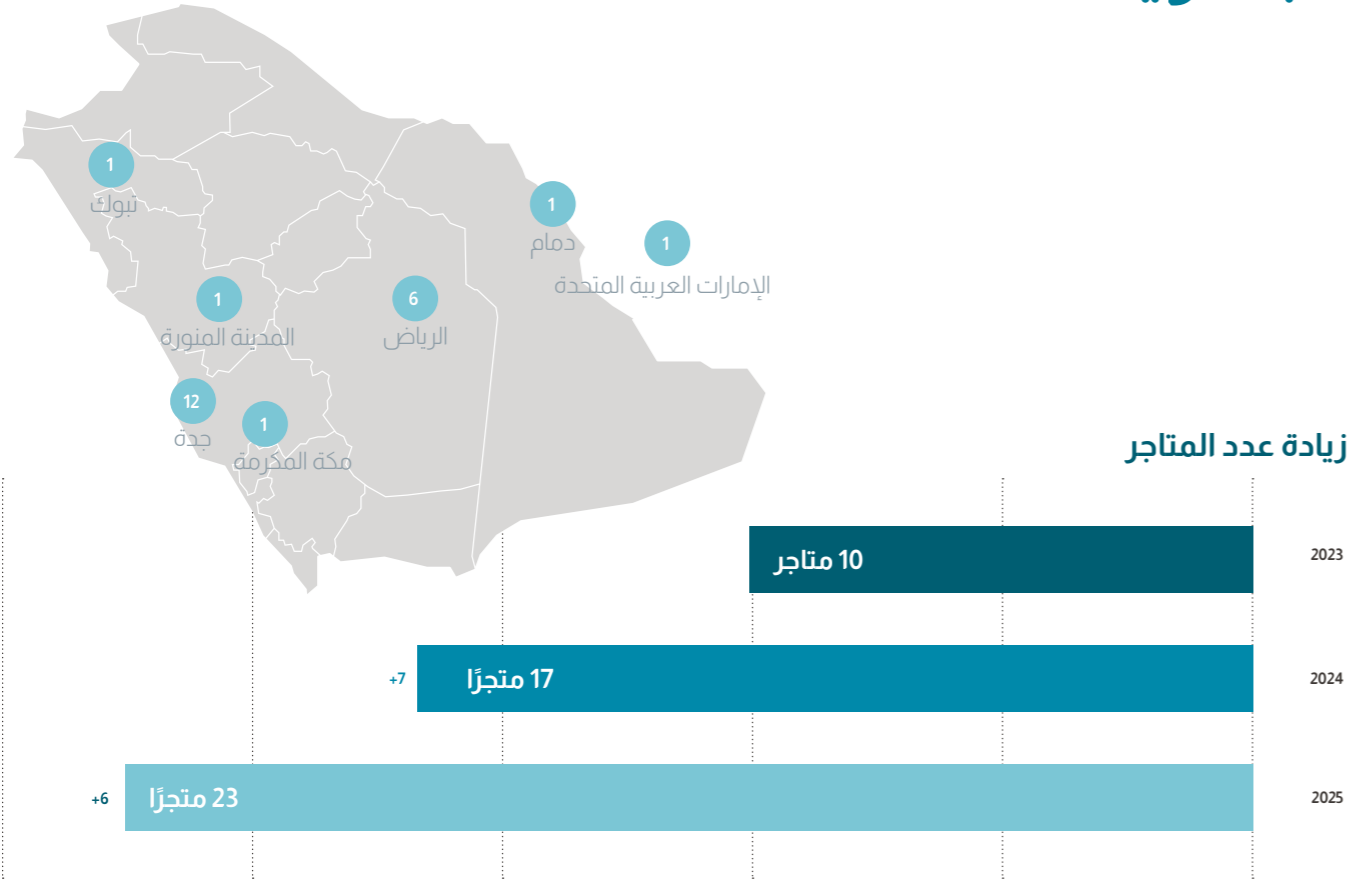 1
تبوك
1
دمام
1
الإمارات العربية المتحدة
1
المدينة المنورة
6
الرياض
12
جدة
1
مكة المكرمة
زيادة عدد المتاجر
2023
10 متاجر
2024
17 متجرًا
+7
2025
23 متجرًا
+6